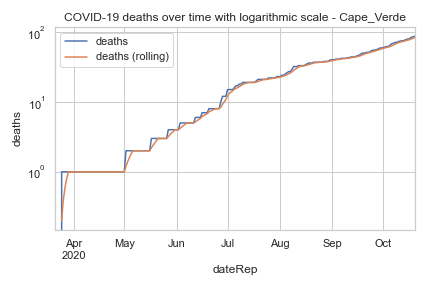 COVID-19 deaths over time with logarithmic scale - Cape_Verde
deaths
deaths (rolling)
10²
10¹
10⁰
deaths
Apr
2020
May
Jun
Jul
Aug
Sep
Oct
dateRep